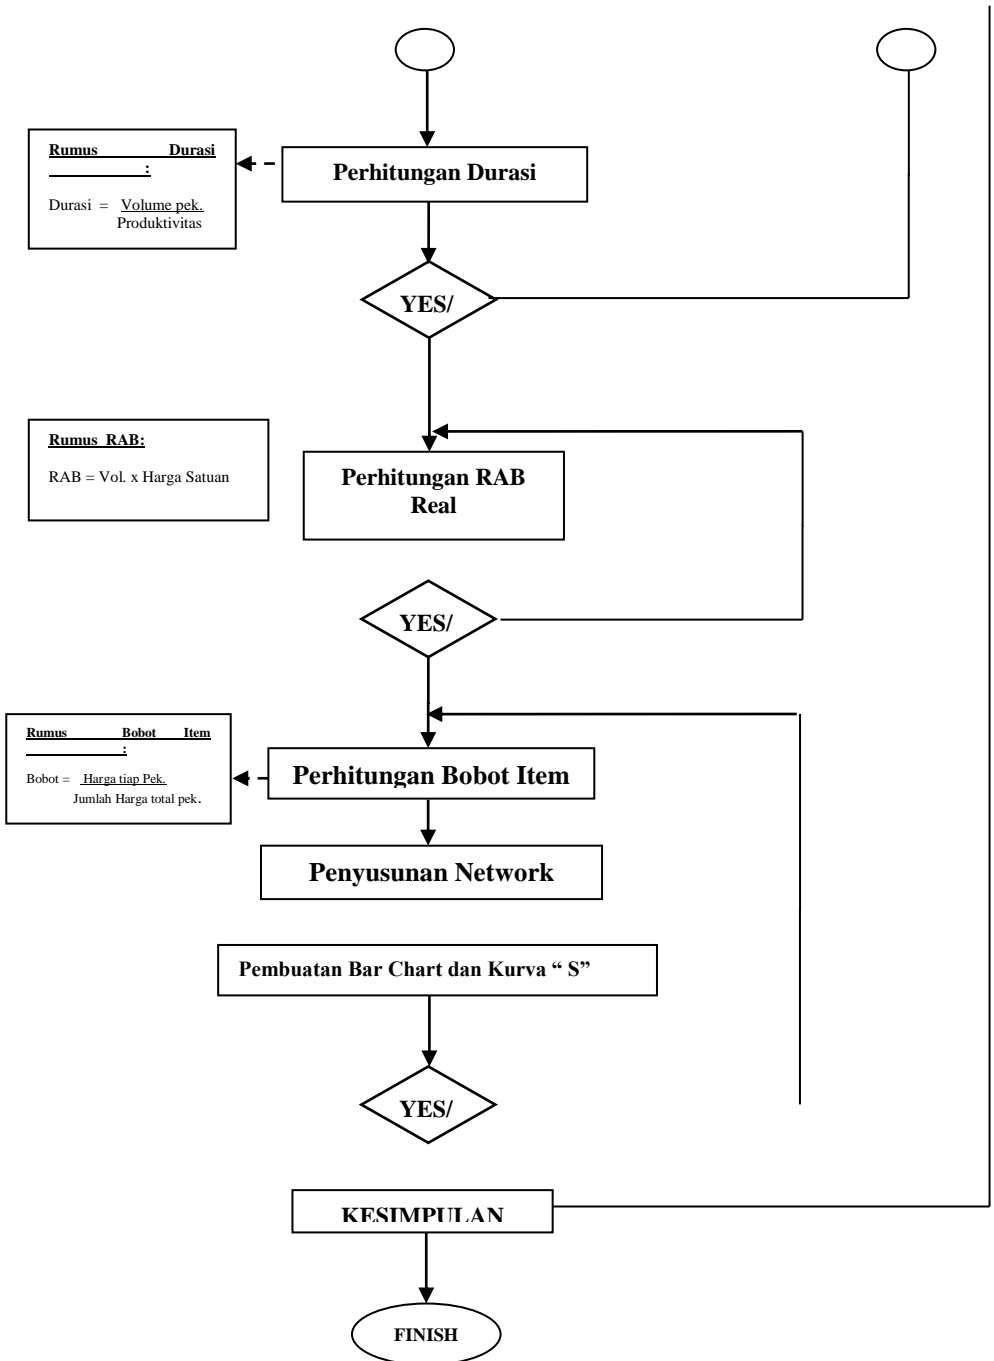 Rumus Durasi
:
Durasi = Volume pek.
Produktivitas
Perhitungan Durasi
YES/
Rumus RAB:
RAB = Vol. x Harga Satuan
Perhitungan RAB
Real
YES/
Rumus Bobot Item
:
Bobot = Harga tiap Pek.
Jumlah Harga total pek.
Perhitungan Bobot Item
Penyusunan Network
Pembuatan Bar Chart dan Kurva “ S”
YES/
KESIMPULAN
FINISH